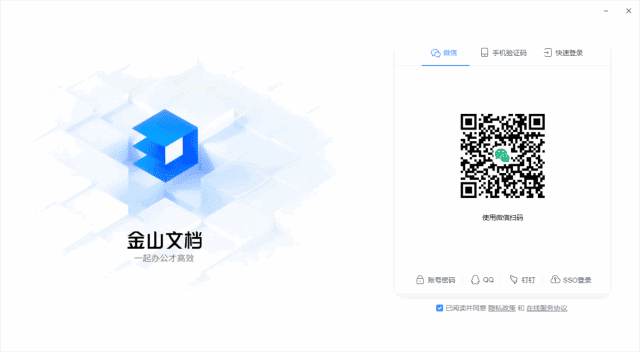 微信 手机验证码 快速登录
金山文档
一起办公才高效
使用微信扫码
账号密码 QQ 钉钉 SSO登录
已阅读并同意 隐私政策 和 在线服务协议